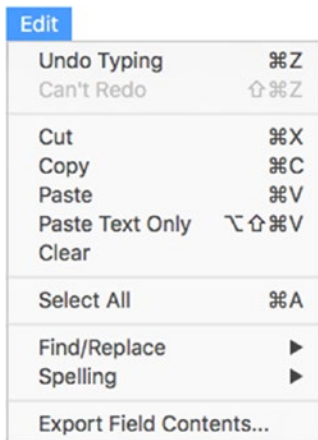 Edit
Undo Typing ⌘Z
Can't Redo ⇧⌘Z
Cut ⌘X
Copy ⌘C
Paste ⌘V
Paste Text Only ⌥⇧⌘V
Clear
Select All ⌘A
Find/Replace ▶
Spelling ▶
Export Field Contents...